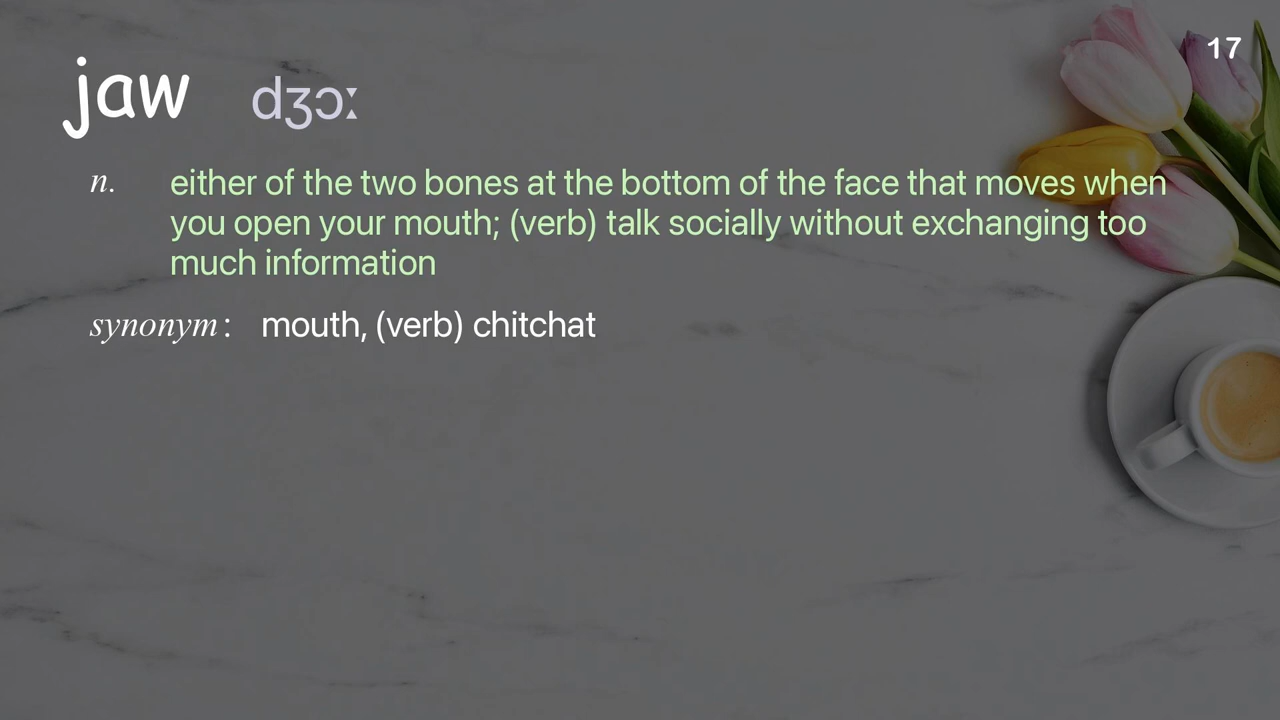 17
jaw dʒɔː
n. either of the two bones at the bottom of the face that moves when
you open your mouth; (verb) talk socially without exchanging too
much information
synonym: mouth, (verb) chitchat